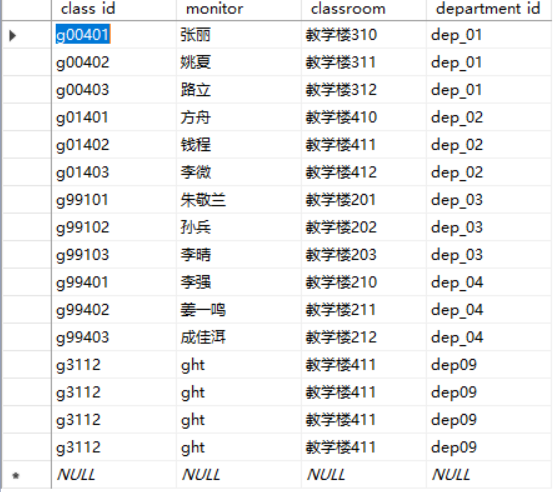 class id monitor classroom department id
g00401 张丽 教学楼310 dep_01
g00402 姚夏 教学楼311 dep_01
g00403 路立 教学楼312 dep_01
g01401 方舟 教学楼410 dep_02
g01402 钱程 教学楼411 dep_02
g01403 李微 教学楼412 dep_02
g99101 朱敬兰 教学楼201 dep_03
g99102 孙兵 教学楼202 dep_03
g99103 李晴 教学楼203 dep_03
g99401 李强 教学楼210 dep_04
g99402 姜一鸣 教学楼211 dep_04
g99403 成佳洱 教学楼212 dep_04
g3112 ght 教学楼411 dep09
g3112 ght 教学楼411 dep09
g3112 ght 教学楼411 dep09
g3112 ght 教学楼411 dep09
NULL NULL NULL NULL